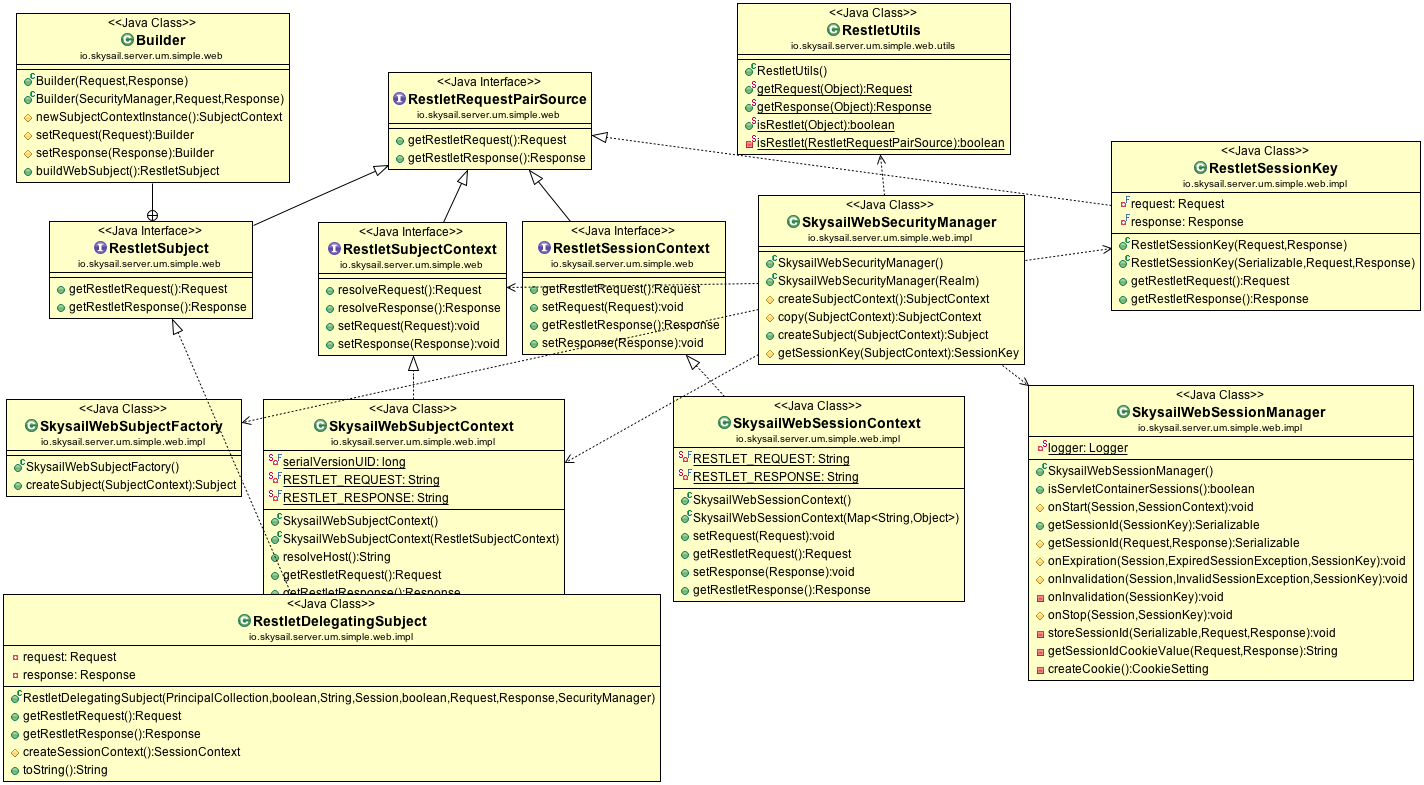 <<Java Class>>
Builder
io.skysail.server.um.simple.web
Builder(Request,Response)
Builder(SecurityManager,Request,Response)
newSubjectContextInstance():SubjectContext
setRequest(Request):Builder
setResponse(Response):Builder
buildWebSubject():RestletSubject
<<Java Interface>>
RestletRequestPairSource
io.skysail.server.um.simple.web
getRestletRequest():Request
getRestletResponse():Response
<<Java Class>>
RestletUtils
io.skysail.server.um.simple.web.utils
RestletUtils()
getRequest(Object):Request
getResponse(Object):Response
isRestlet(Object):boolean
isRestlet(RestletRequestPairSource):boolean
<<Java Class>>
RestletSessionKey
io.skysail.server.um.simple.web.impl
request: Request
response: Response
RestletSessionKey(Request,Response)
RestletSessionKey(Serializable,Request,Response)
getRestletRequest():Request
getRestletResponse():Response
<<Java Interface>>
RestletSubject
io.skysail.server.um.simple.web
getRestletRequest():Request
getRestletResponse():Response
<<Java Interface>>
RestletSubjectContext
io.skysail.server.um.simple.web
resolveRequest():Request
resolveResponse():Response
setRequest(Request):void
setResponse(Response):void
<<Java Interface>>
RestletSessionContext
io.skysail.server.um.simple.web
getRestletRequest():Request
setRequest(Request):void
getRestletResponse():Response
setResponse(Response):void
<<Java Class>>
SkysailWebSecurityManager
io.skysail.server.um.simple.web.impl
SkysailWebSecurityManager()
SkysailWebSecurityManager(Realm)
createSubjectContext():SubjectContext
copy(SubjectContext):SubjectContext
createSubject(SubjectContext):Subject
getSessionKey(SubjectContext):SessionKey
<<Java Class>>
SkysailWebSubjectFactory
io.skysail.server.um.simple.web.impl
SkysailWebSubjectFactory()
createSubject(SubjectContext):Subject
<<Java Class>>
SkysailWebSubjectContext
io.skysail.server.um.simple.web.impl
serialVersionUID: long
RESTLET_REQUEST: String
RESTLET_RESPONSE: String
SkysailWebSubjectContext()
SkysailWebSubjectContext(RestletSubjectContext)
resolveHost():String
getRestletRequest():Request
getRestletResponse():Response
<<Java Class>>
SkysailWebSessionContext
io.skysail.server.um.simple.web.impl
RESTLET_REQUEST: String
RESTLET_RESPONSE: String
SkysailWebSessionContext()
SkysailWebSessionContext(Map<String,Object>)
setRequest(Request):void
getRestletRequest():Request
setResponse(Response):void
getRestletResponse():Response
<<Java Class>>
SkysailWebSessionManager
io.skysail.server.um.simple.web.impl
logger: Logger
SkysailWebSessionManager()
isServletContainerSessions():boolean
onStart(Session,SessionContext):void
getSessionId(SessionKey):Serializable
getSessionId(Request,Response):Serializable
onExpiration(Session,ExpiredSessionException,SessionKey):void
onInvalidation(Session,InvalidSessionException,SessionKey):void
onInvalidation(SessionKey):void
onStop(Session,SessionKey):void
storeSessionId(Serializable,Request,Response):void
getSessionIdCookieValue(Request,Response):String
createCookie():CookieSetting
<<Java Class>>
RestletDelegatingSubject
io.skysail.server.um.simple.web.impl
request: Request
response: Response
RestletDelegatingSubject(PrincipalCollection,boolean,String,Session,boolean,Request,Response,SecurityManager)
getRestletRequest():Request
getRestletResponse():Response
createSessionContext():SessionContext
toString():String